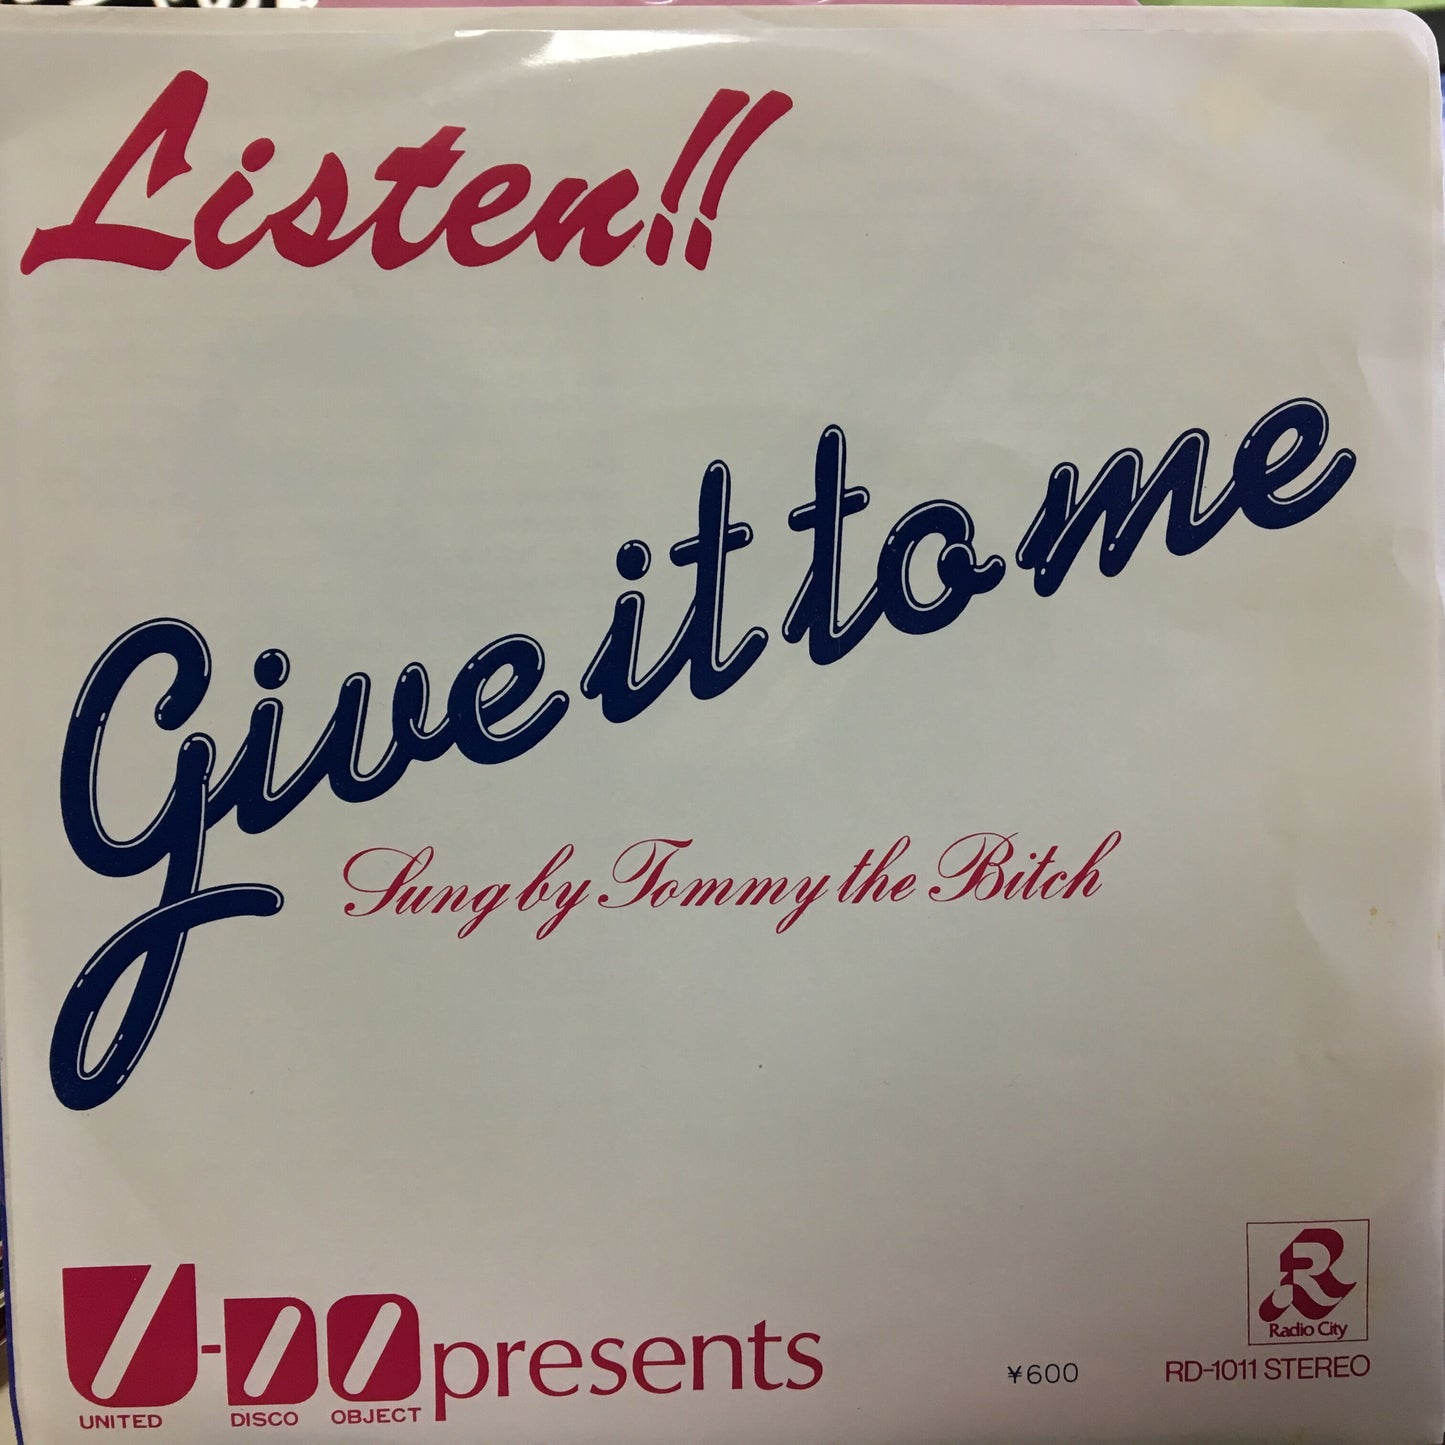 Listen!!
Give it to me
Sung by Tommy the Bitch
U-DO presents
UNITED DISCO OBJECT
¥600
R
Radio City
RD-1011 STEREO